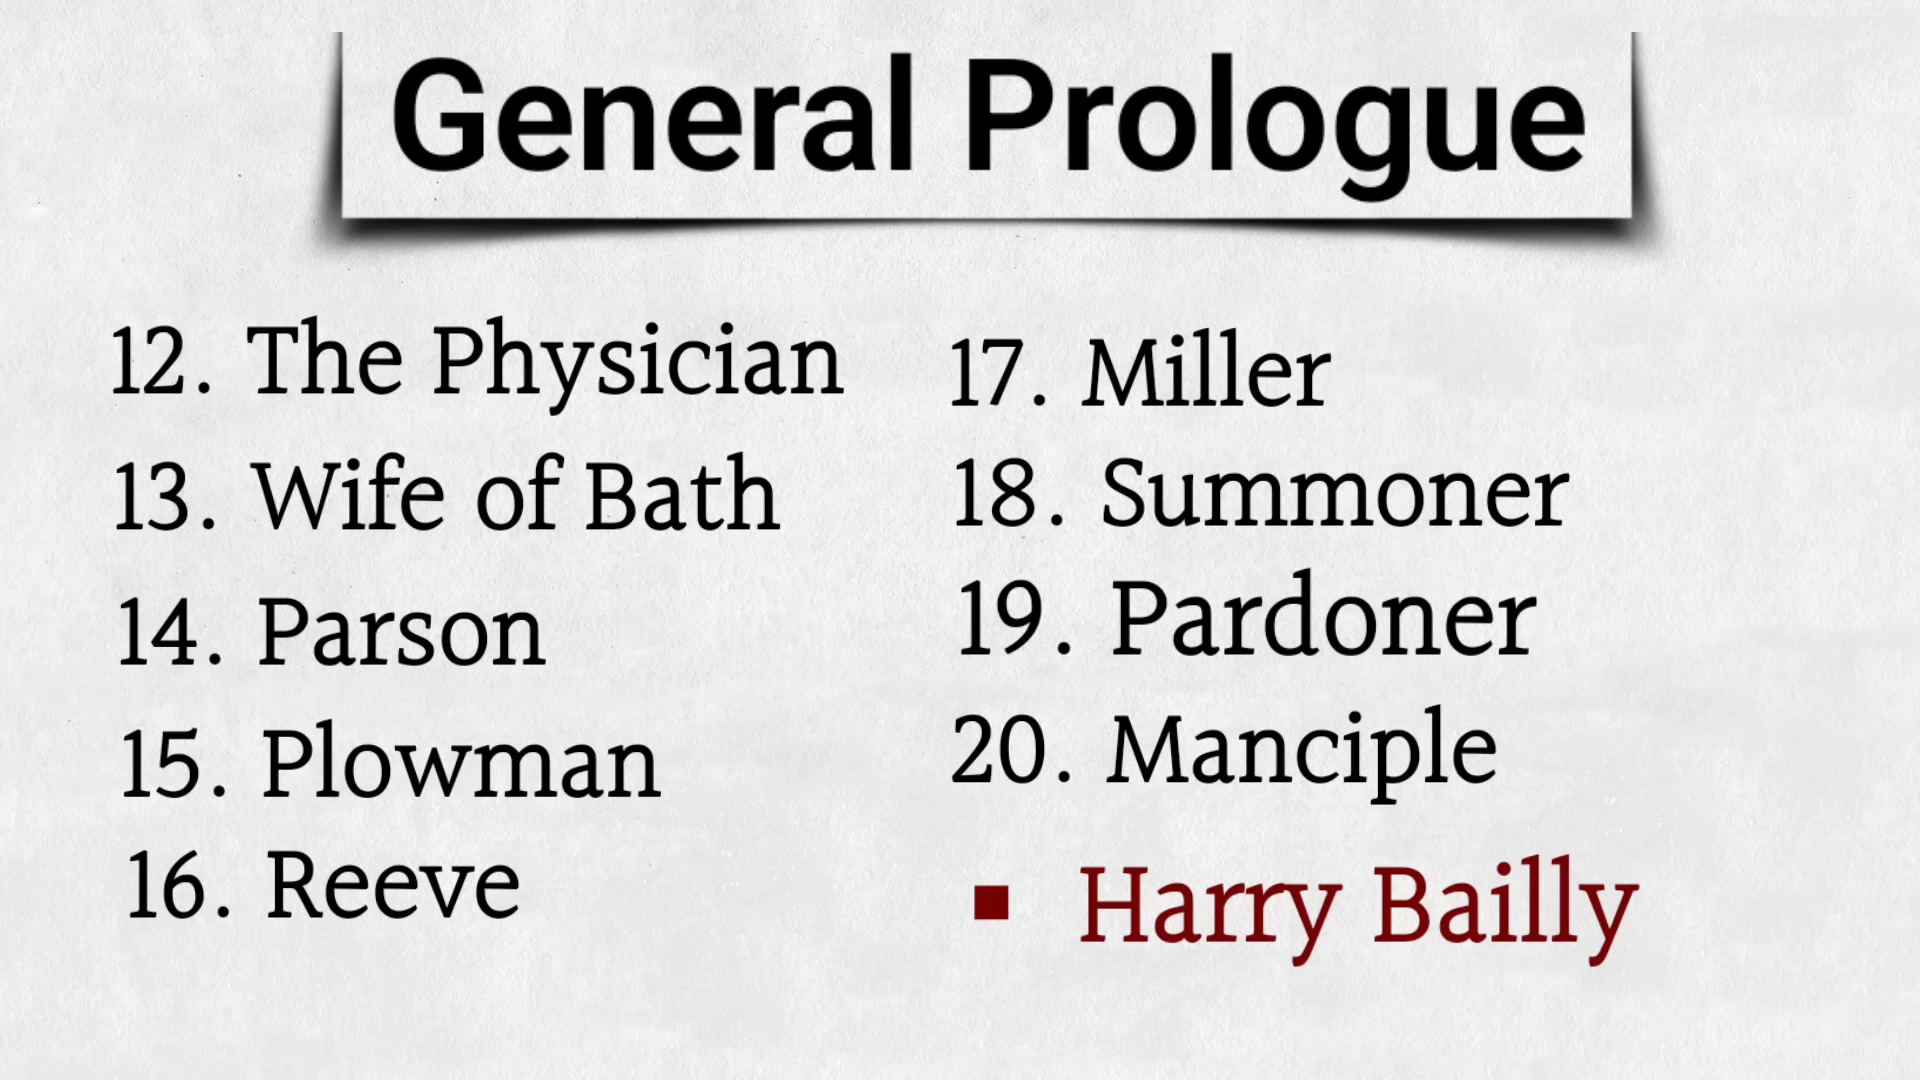 General Prologue
12. The Physician
13. Wife of Bath
14. Parson
15. Plowman
16. Reeve
17. Miller
18. Summoner
19. Pardoner
20. Manciple
▪ Harry Bailly